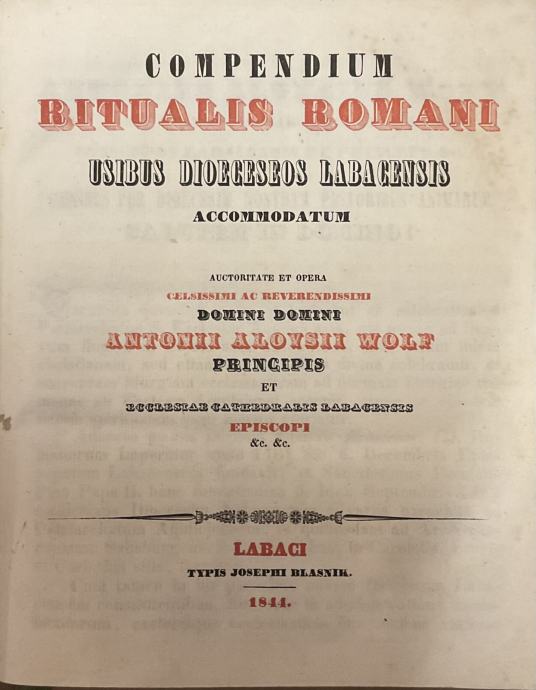 COMPENDIUM
RITUALIS ROMANI
USIBUS DIOECESEOS LABACENSIS
ACCOMMODATUM
AUCTORITATE ET OPERA
CELSISSIMI AC REVERENDISSIMI
DOMINI DOMINI
ANTONII ALOYSII WOLF
PRINCIPIS
ET
ECCLESIAE CATHEDRALIS LABACENSIS
EPISCOPI
&c. &c.
LABACI
TYPIS JOSEPHI BLASNIK.
1844.